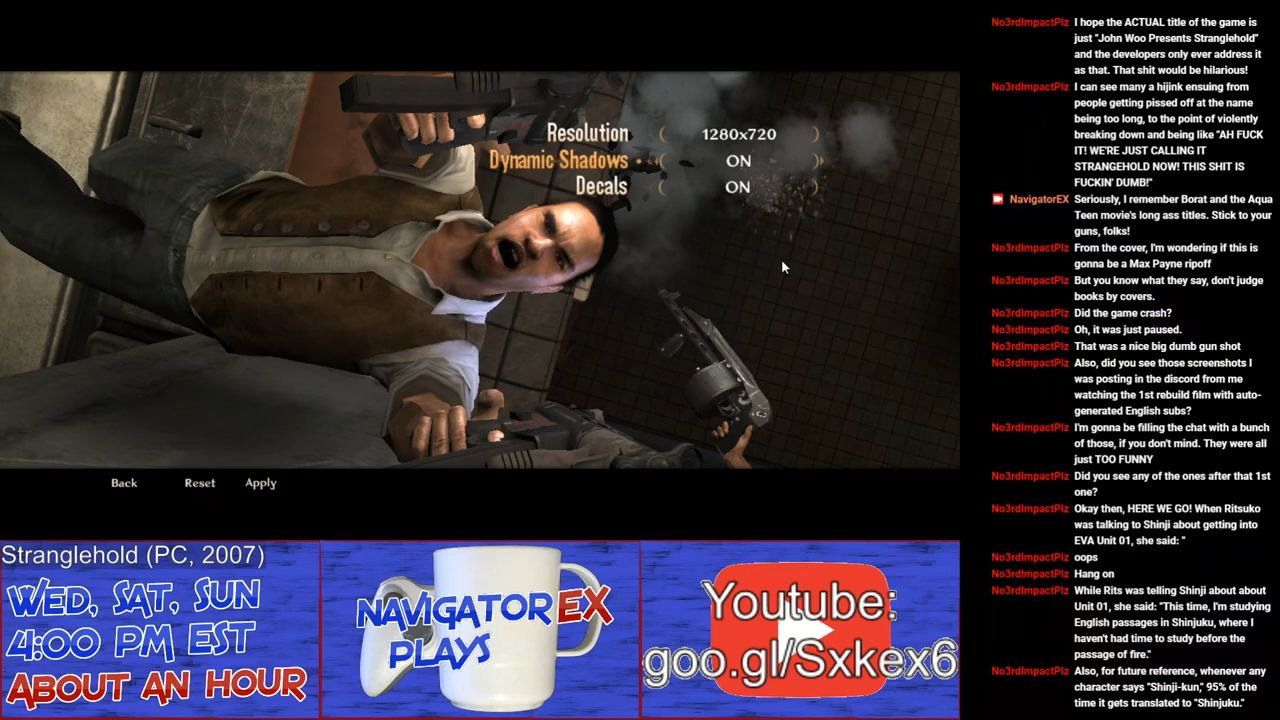 Resolution ( 1280x720 )
Dynamic Shadows • ( ON )
Decals ( ON )
Back Reset Apply
Stranglehold (PC, 2007)
WED, SAT, SUN
4:00 PM EST
ABOUT AN HOUR
NAVIGATOREX
PLAYS
Youtube:
goo.gl/Sxkex6
No3rdImpactPlz I hope the ACTUAL title of the game is
just "John Woo Presents Stranglehold"
and the developers only ever address it
as that. That shit would be hilarious!
No3rdImpactPlz I can see many a hijink ensuing from
people getting pissed off at the name
being too long, to the point of violently
breaking down and being like "AH FUCK
IT! WE'RE JUST CALLING IT
STRANGEHOLD NOW! THIS SHIT IS
FUCKIN' DUMB!"
NavigatorEX Seriously, I remember Borat and the Aqua
Teen movie's long ass titles. Stick to your
guns, folks!
No3rdImpactPlz From the cover, I'm wondering if this is
gonna be a Max Payne ripoff
No3rdImpactPlz But you know what they say, don't judge
books by covers.
No3rdImpactPlz Did the game crash?
No3rdImpactPlz Oh, it was just paused.
No3rdImpactPlz That was a nice big dumb gun shot
No3rdImpactPlz Also, did you see those screenshots I
was posting in the discord from me
watching the 1st rebuild film with auto-
generated English subs?
No3rdImpactPlz I'm gonna be filling the chat with a bunch
of those, if you don't mind. They were all
just TOO FUNNY
No3rdImpactPlz Did you see any of the ones after that 1st
one?
No3rdImpactPlz Okay then, HERE WE GO! When Ritsuko
was talking to Shinji about getting into
EVA Unit 01, she said: "
No3rdImpactPlz oops
No3rdImpactPlz Hang on
No3rdImpactPlz While Rits was telling Shinji about about
Unit 01, she said: "This time, I'm studying
English passages in Shinjuku, where I
haven't had time to study before the
passage of fire."
No3rdImpactPlz Also, for future reference, whenever any
character says "Shinji-kun," 95% of the
time it gets translated to "Shinjuku."